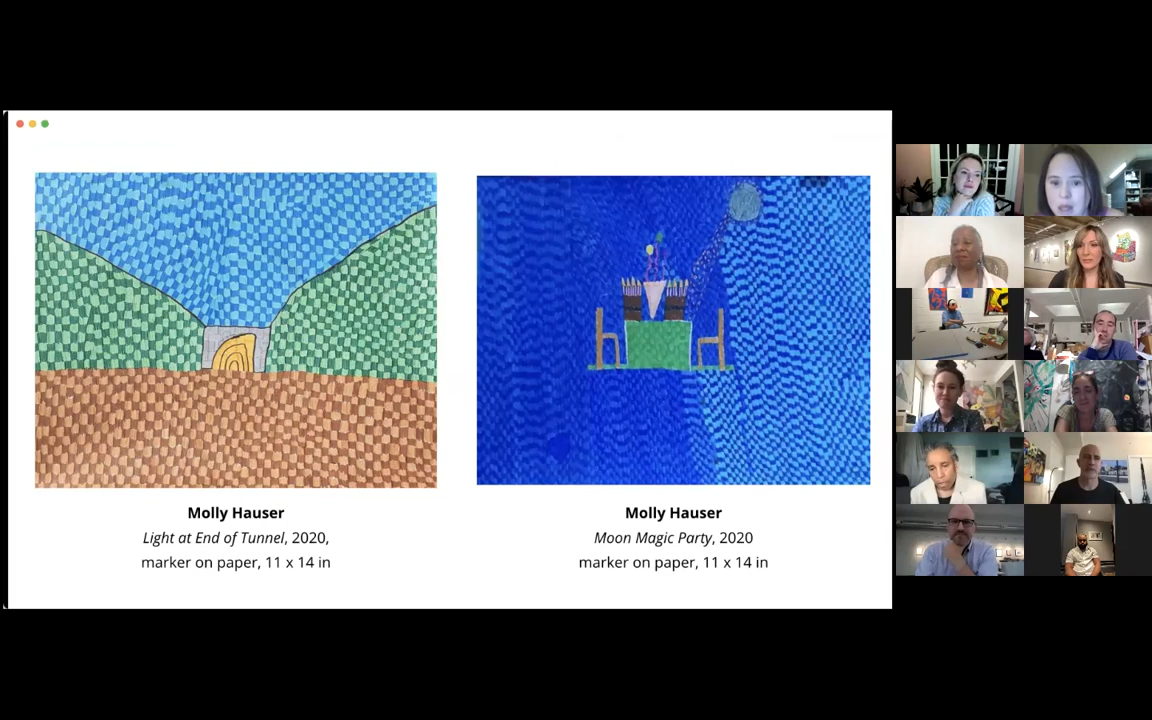 Molly Hauser
Light at End of Tunnel, 2020,
marker on paper, 11 x 14 in
Molly Hauser
Moon Magic Party, 2020
marker on paper, 11 x 14 in